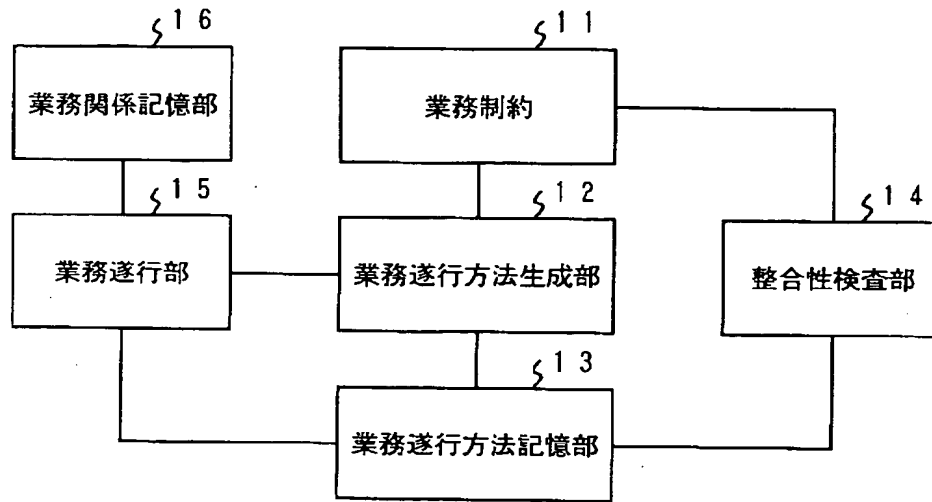 16
11
業務関係記憶部
業務制約
15
12
14
業務遂行部
業務遂行方法生成部
整合性検査部
13
業務遂行方法記憶部